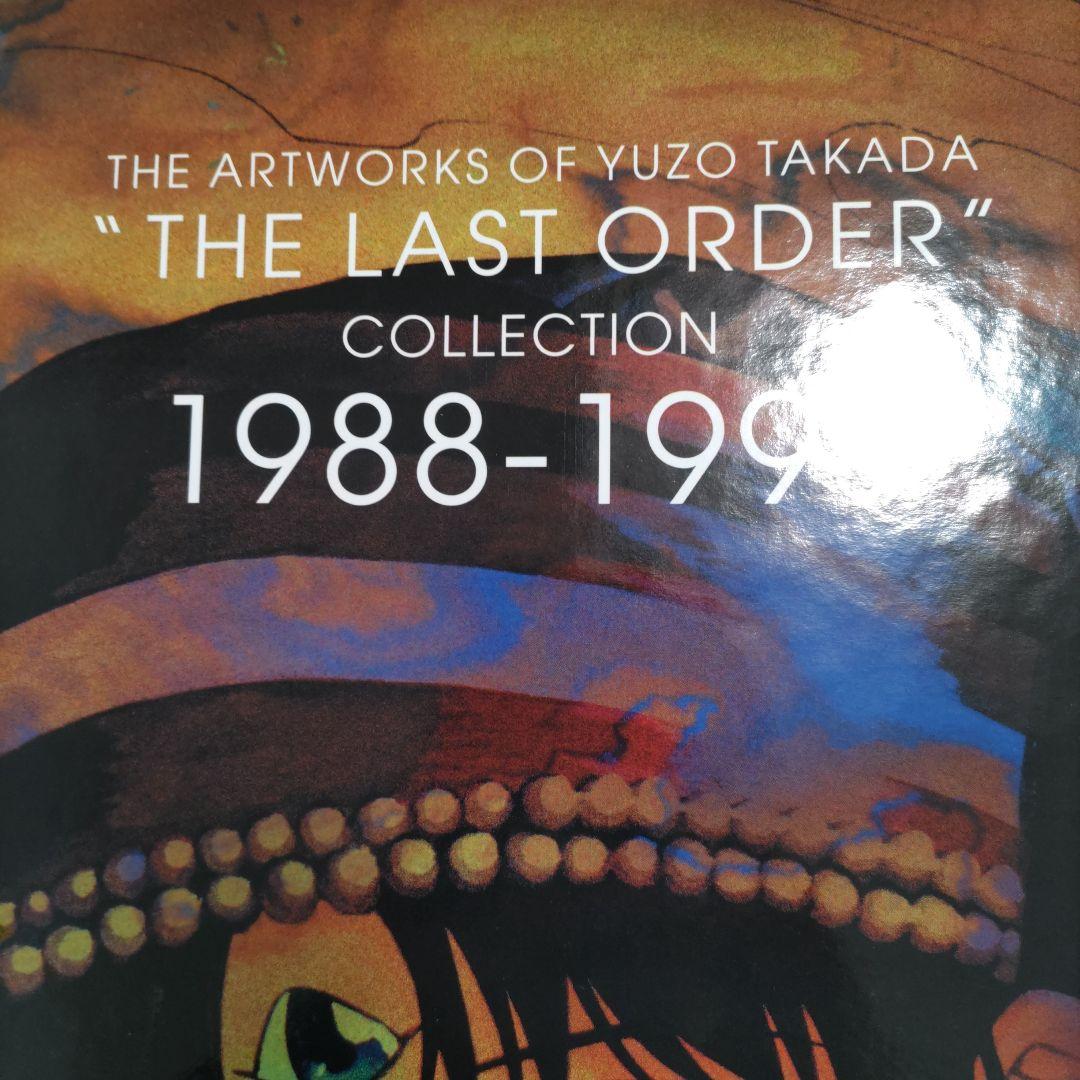 THE ARTWORKS OF YUZO TAKADA
“THE LAST ORDER”
COLLECTION
1988-199